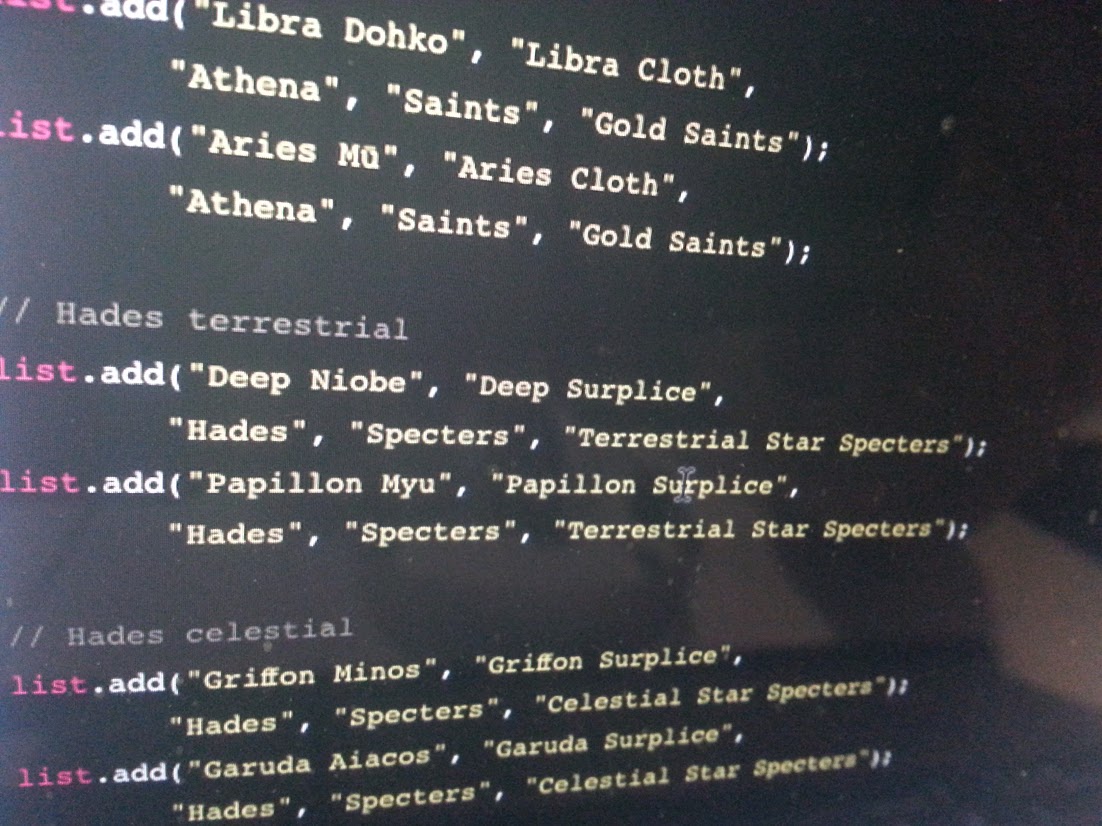 list.add("Libra Dohko", "Libra Cloth",
"Athena", "Saints", "Gold Saints");
list.add("Aries Mū", "Aries Cloth",
"Athena", "Saints", "Gold Saints");
// Hades terrestrial
list.add("Deep Niobe", "Deep Surplice",
"Hades", "Specters", "Terrestrial Star Specters");
list.add("Papillon Myu", "Papillon Surplice",
"Hades", "Specters", "Terrestrial Star Specters");
// Hades celestial
list.add("Griffon Minos", "Griffon Surplice",
"Hades", "Specters", "Celestial Star Specters");
list.add("Garuda Aiacos", "Garuda Surplice",
"Hades", "Specters", "Celestial Star Specters");